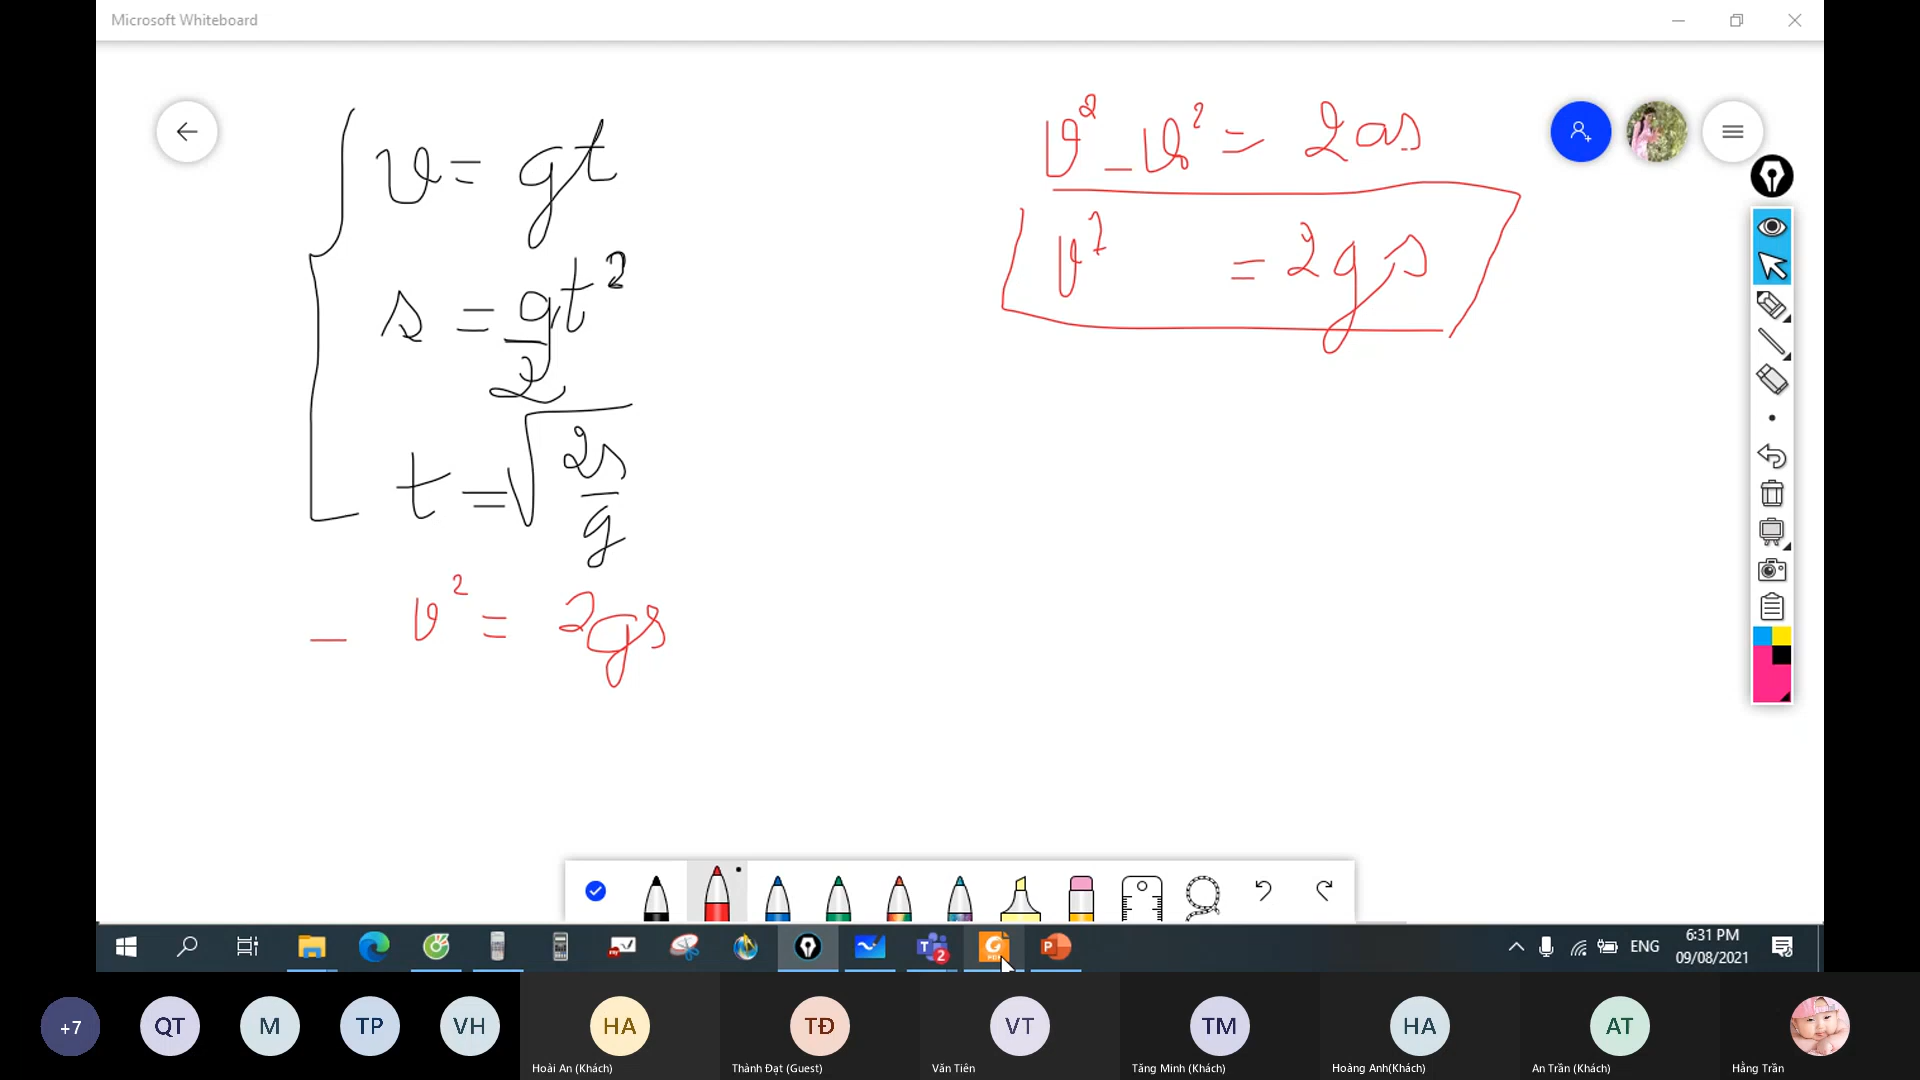 Microsoft Whiteboard
v = gt
s = gt²/2
t = √(2s/g)
– v² = 2gs
v² – v₀² = 2as
v² = 2gs
ENG
6:31 PM
09/08/2021
2
+7
QT
M
TP
VH
HA
TĐ
VT
TM
HA
AT
Hoài An (Khách)
Thành Đạt (Guest)
Văn Tiên
Tăng Minh (Khách)
Hoàng Anh(Khách)
An Trần (Khách)
Hằng Trần